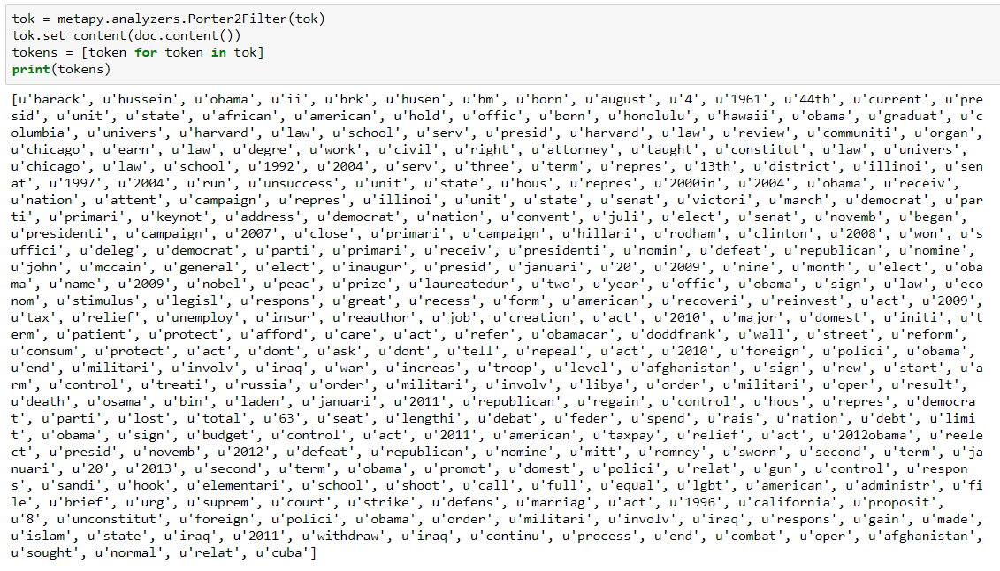 tok = metapy.analyzers.Porter2Filter(tok)
tok.set_content(doc.content())
tokens = [token for token in tok]
print(tokens)
[u'barack', u'hussein', u'obama', u'ii', u'brk', u'husen', u'bm', u'born', u'august', u'4', u'1961', u'44th', u'current', u'pre
sid', u'unit', u'state', u'african', u'american', u'hold', u'offic', u'born', u'honolulu', u'hawaii', u'obama', u'graduat', u'c
olumbia', u'univers', u'harvard', u'law', u'school', u'serv', u'presid', u'harvard', u'law', u'review', u'communiti', u'organ',
u'chicago', u'earn', u'law', u'degre', u'work', u'civil', u'right', u'attorney', u'taught', u'constitut', u'law', u'univers',
u'chicago', u'law', u'school', u'1992', u'2004', u'serv', u'three', u'term', u'repres', u'13th', u'district', u'illinoi', u'sen
at', u'1997', u'2004', u'run', u'unsuccess', u'unit', u'state', u'hous', u'repres', u'2000in', u'2004', u'obama', u'receiv',
u'nation', u'attent', u'campaign', u'repres', u'illinoi', u'unit', u'state', u'senat', u'victori', u'march', u'democrat', u'par
ti', u'primari', u'keynot', u'address', u'democrat', u'nation', u'convent', u'juli', u'elect', u'senat', u'novemb', u'began',
u'presidenti', u'campaign', u'2007', u'close', u'primari', u'campaign', u'hillari', u'rodham', u'clinton', u'2008', u'won', u's
uffici', u'deleg', u'democrat', u'parti', u'primari', u'receiv', u'presidenti', u'nomin', u'defeat', u'republican', u'nomine',
u'john', u'mccain', u'general', u'elect', u'inaugur', u'presid', u'januari', u'20', u'2009', u'nine', u'month', u'elect', u'oba
ma', u'name', u'2009', u'nobel', u'peac', u'prize', u'laureatedur', u'two', u'year', u'offic', u'obama', u'sign', u'law', u'eco
nom', u'stimulus', u'legisl', u'respons', u'great', u'recess', u'form', u'american', u'recoveri', u'reinvest', u'act', u'2009',
u'tax', u'relief', u'unemploy', u'insur', u'reauthor', u'job', u'creation', u'act', u'2010', u'major', u'domest', u'initi', u't
erm', u'patient', u'protect', u'afford', u'care', u'act', u'refer', u'obamacar', u'doddfrank', u'wall', u'street', u'reform',
u'consum', u'protect', u'act', u'dont', u'ask', u'dont', u'tell', u'repeal', u'act', u'2010', u'foreign', u'polici', u'obama',
u'end', u'militari', u'involv', u'iraq', u'war', u'increas', u'troop', u'level', u'afghanistan', u'sign', u'new', u'start', u'a
rm', u'control', u'treati', u'russia', u'order', u'militari', u'involv', u'libya', u'order', u'militari', u'oper', u'result',
u'death', u'osama', u'bin', u'laden', u'januari', u'2011', u'republican', u'regain', u'control', u'hous', u'repres', u'democra
t', u'parti', u'lost', u'total', u'63', u'seat', u'lengthi', u'debat', u'feder', u'spend', u'rais', u'nation', u'debt', u'limi
t', u'obama', u'sign', u'budget', u'control', u'act', u'2011', u'american', u'taxpay', u'relief', u'act', u'2012obama', u'reele
ct', u'presid', u'novemb', u'2012', u'defeat', u'republican', u'nomine', u'mitt', u'romney', u'sworn', u'second', u'term', u'ja
nuari', u'20', u'2013', u'second', u'term', u'obama', u'promot', u'domest', u'polici', u'relat', u'gun', u'control', u'respon
s', u'sandi', u'hook', u'elementari', u'school', u'shoot', u'call', u'full', u'equal', u'lgbt', u'american', u'administr', u'fi
le', u'brief', u'urg', u'suprem', u'court', u'strike', u'defens', u'marriag', u'act', u'1996', u'california', u'proposit',
u'8', u'unconstitut', u'foreign', u'polici', u'obama', u'order', u'militari', u'involv', u'iraq', u'respons', u'gain', u'made',
u'islam', u'state', u'iraq', u'2011', u'withdraw', u'iraq', u'continu', u'process', u'end', u'combat', u'oper', u'afghanistan',
u'sought', u'normal', u'relat', u'cuba']